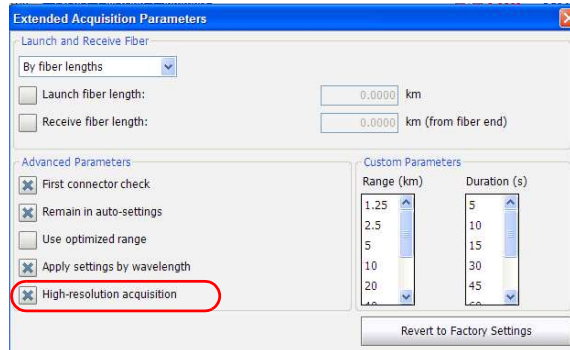 Extended Acquisition Parameters
Launch and Receive Fiber
By fiber lengths
Launch fiber length: 0.0000 km
Receive fiber length: 0.0000 km (from fiber end)
Advanced Parameters
First connector check
Remain in auto-settings
Use optimized range
Apply settings by wavelength
High-resolution acquisition
Custom Parameters
Range (km) Duration (s)
1.25 5
2.5 10
5 15
10 30
20 45
Revert to Factory Settings